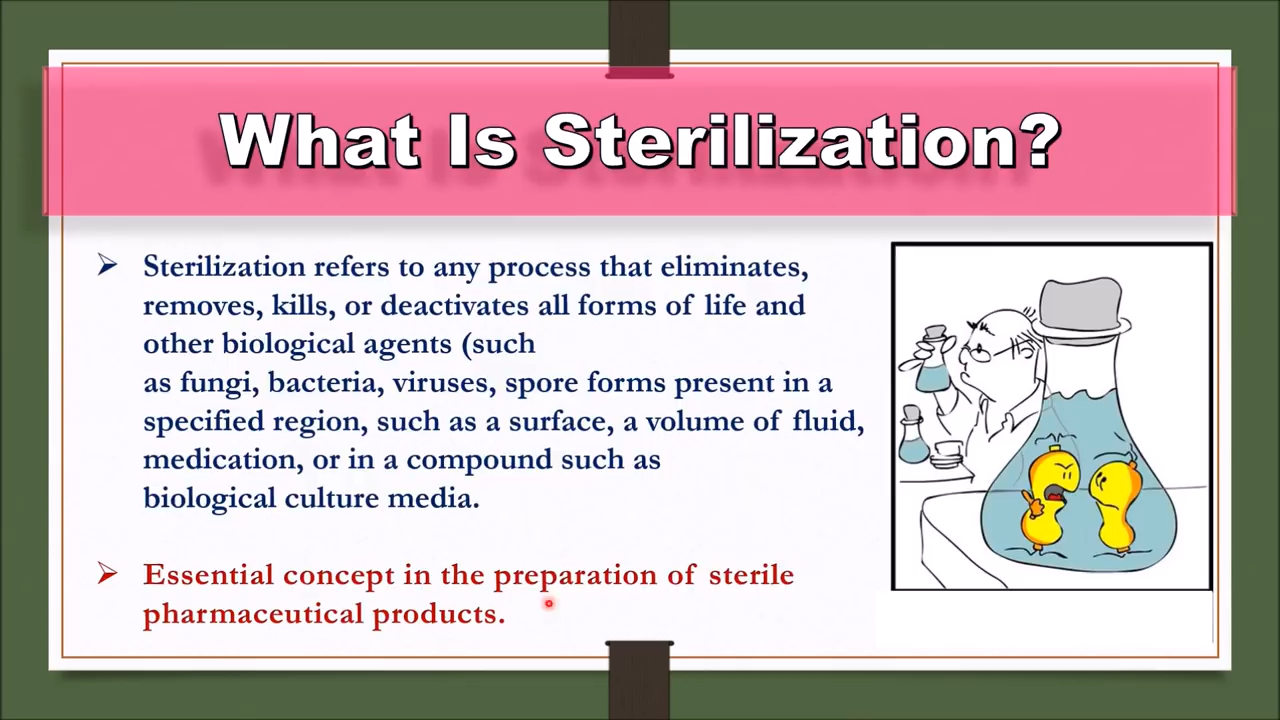 What Is Sterilization?
➢ Sterilization refers to any process that eliminates,
removes, kills, or deactivates all forms of life and
other biological agents (such
as fungi, bacteria, viruses, spore forms present in a
specified region, such as a surface, a volume of fluid,
medication, or in a compound such as
biological culture media.
➢ Essential concept in the preparation of sterile
pharmaceutical products.